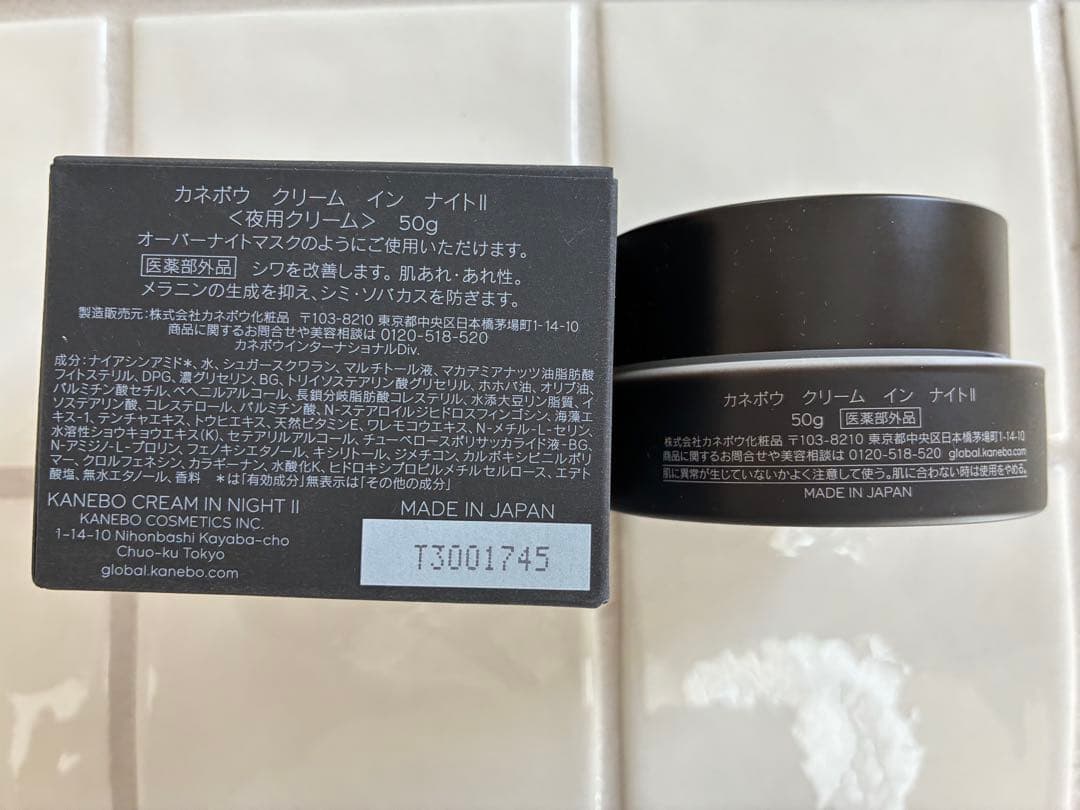 カネボウ クリーム イン ナイトⅡ
＜夜用クリーム＞ 50g
オーバーナイトマスクのようにご使用いただけます。
医薬部外品 シワを改善します。肌あれ・あれ性。
メラニンの生成を抑え、シミ・ソバカスを防ぎます。
製造販売元：株式会社カネボウ化粧品 〒103-8210 東京都中央区日本橋茅場町1-14-10
商品に関するお問合せや美容相談は 0120-518-520
カネボウインターナショナルDiv.
成分：ナイアシンアミド*、水、シュガースクワラン、マルチトール液、マカデミアナッツ油脂肪酸
フィトステリル、DPG、濃グリセリン、BG、トリイソステアリン酸グリセリル、ホホバ油、オリブ油、
パルミチン酸セチル、ベヘニルアルコール、長鎖分岐脂肪酸コレステリル、水添大豆リン脂質、イ
ソステアリン酸、コレステロール、パルミチン酸、N-ステアロイルジヒドロスフィンゴシン、海藻エ
キス-1、テンチャエキス、トウヒエキス、天然ビタミンE、ワレモコウエキス、N-メチル-L-セリン、
水溶性ショウキョウエキス(K)、セテアリルアルコール、チューベローズポリサッカライド液-BG、
N-アミジノ-L-プロリン、フェノキシエタノール、キシリトール、ジメチコン、カルボキシビニルポリ
マー、クロルフェネシン、カラギーナン、水酸化K、ヒドロキシプロピルメチルセルロース、エデト
酸塩、無水エタノール、香料 *は「有効成分」無表示は「その他の成分」
KANEBO CREAM IN NIGHT Ⅱ
KANEBO COSMETICS INC.
1-14-10 Nihonbashi Kayaba-cho
Chuo-ku Tokyo
global.kanebo.com
MADE IN JAPAN
T3001745
カネボウ クリーム イン ナイトⅡ
50g 医薬部外品
株式会社カネボウ化粧品 〒103-8210 東京都中央区日本橋茅場町1-14-10
商品に関するお問合せや美容相談は 0120-518-520 global.kanebo.com
肌に異常が生じていないかよく注意して使う。肌に合わない時は使用をやめる。
MADE IN JAPAN